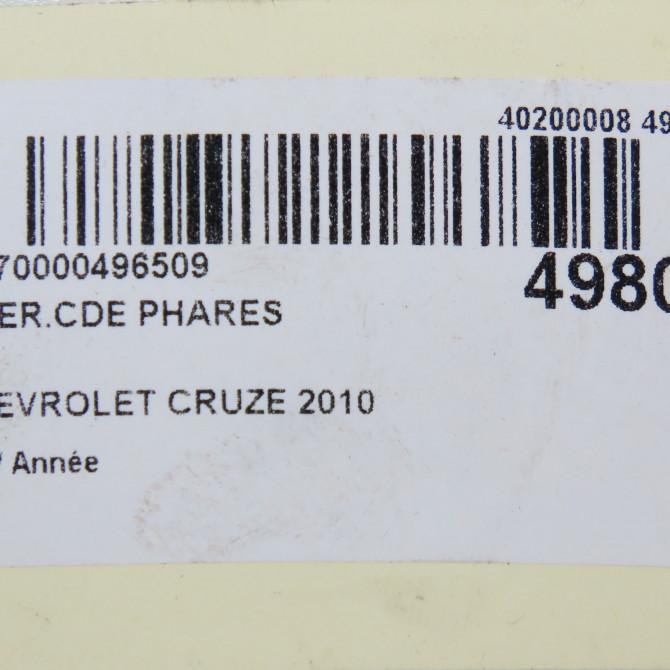 40200008 49
70000496509
4980
ER.CDE PHARES
EVROLET CRUZE 2010
Année